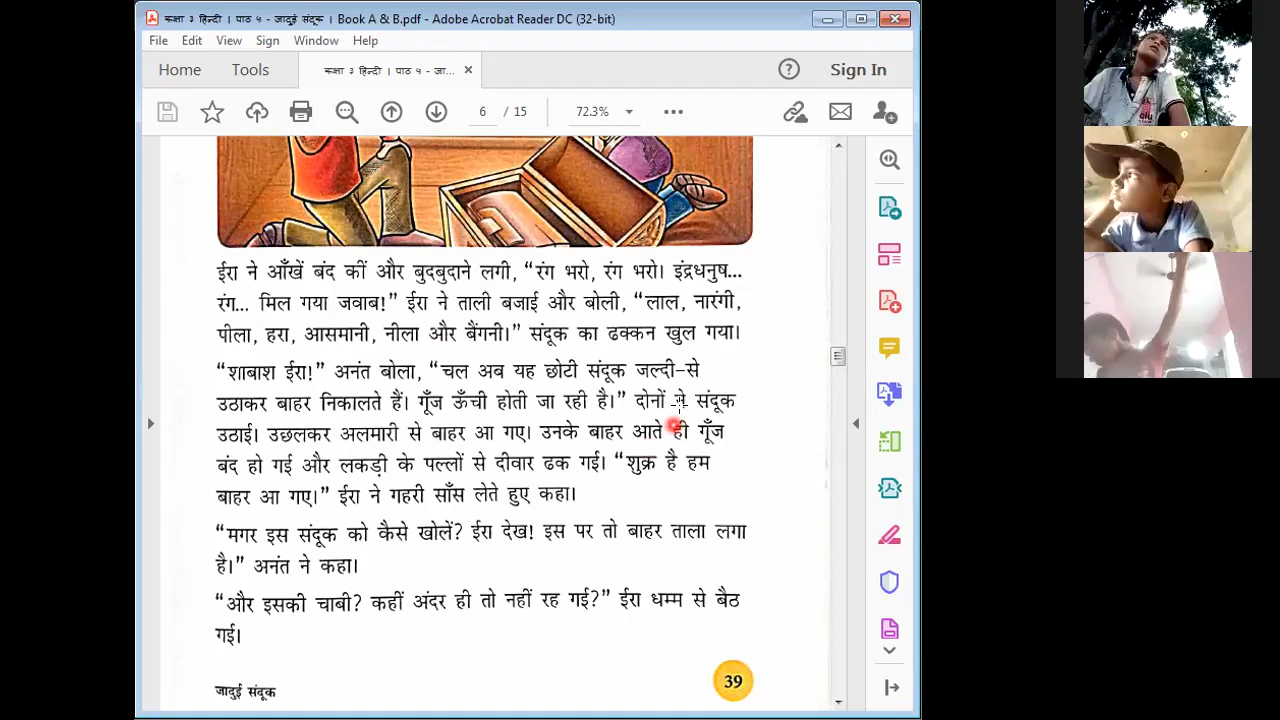 कक्षा ३ हिन्दी । पाठ ५ - जादुई संदूक । Book A & B.pdf - Adobe Acrobat Reader DC (32-bit)
File Edit View Sign Window Help
Home Tools कक्षा ३ हिन्दी । पाठ ५ - जा... Sign In
6 / 15 72.3%
ईरा ने आँखें बंद कीं और बुदबुदाने लगी, “रंग भरो, रंग भरो। इंद्रधनुष...
रंग... मिल गया जवाब!” ईरा ने ताली बजाई और बोली, “लाल, नारंगी,
पीला, हरा, आसमानी, नीला और बैंगनी।” संदूक का ढक्कन खुल गया।
“शाबाश ईरा!” अनंत बोला, “चल अब यह छोटी संदूक जल्दी-से
उठाकर बाहर निकालते हैं। गूँज ऊँची होती जा रही है।” दोनों ने संदूक
उठाई। उछलकर अलमारी से बाहर आ गए। उनके बाहर आते ही गूँज
बंद हो गई और लकड़ी के पल्लों से दीवार ढक गई। “शुक्र है हम
बाहर आ गए।” ईरा ने गहरी साँस लेते हुए कहा।
“मगर इस संदूक को कैसे खोलें? ईरा देख! इस पर तो बाहर ताला लगा
है।” अनंत ने कहा।
“और इसकी चाबी? कहीं अंदर ही तो नहीं रह गई?” ईरा धम्म से बैठ
गई।
जादुई संदूक
39